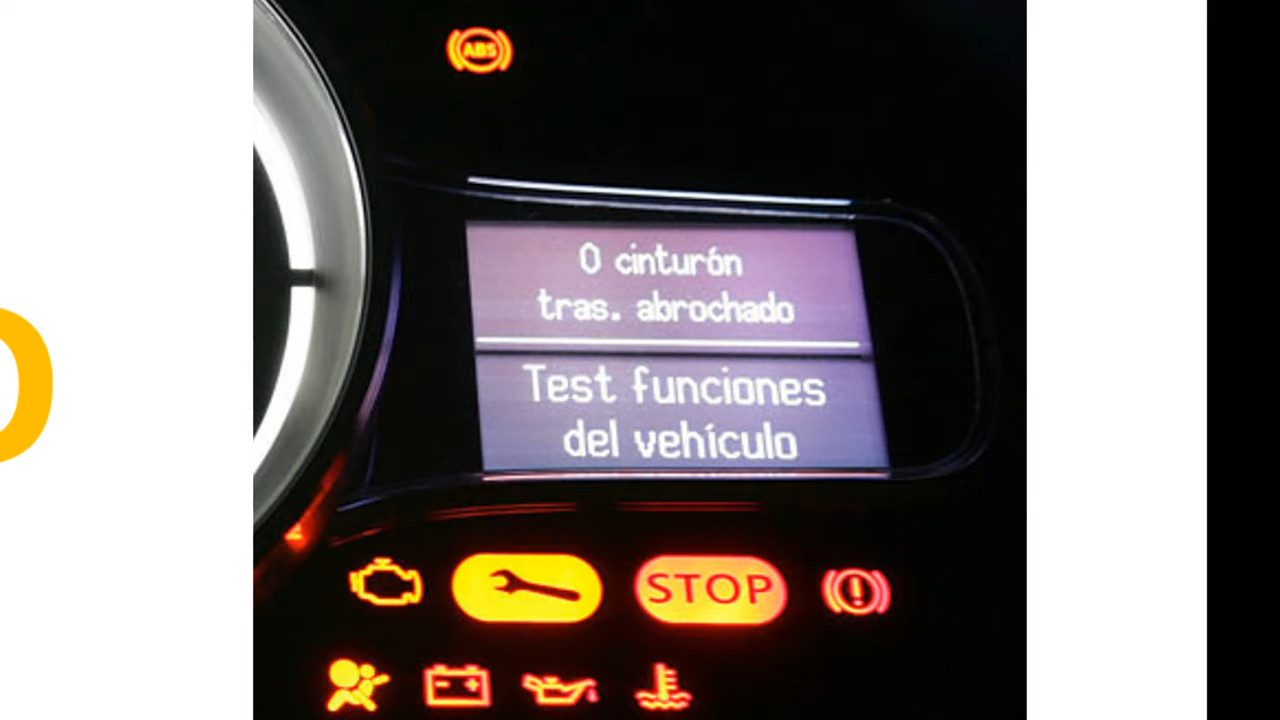 ABS
0 cinturón
tras. abrochado
Test funciones
del vehículo
STOP